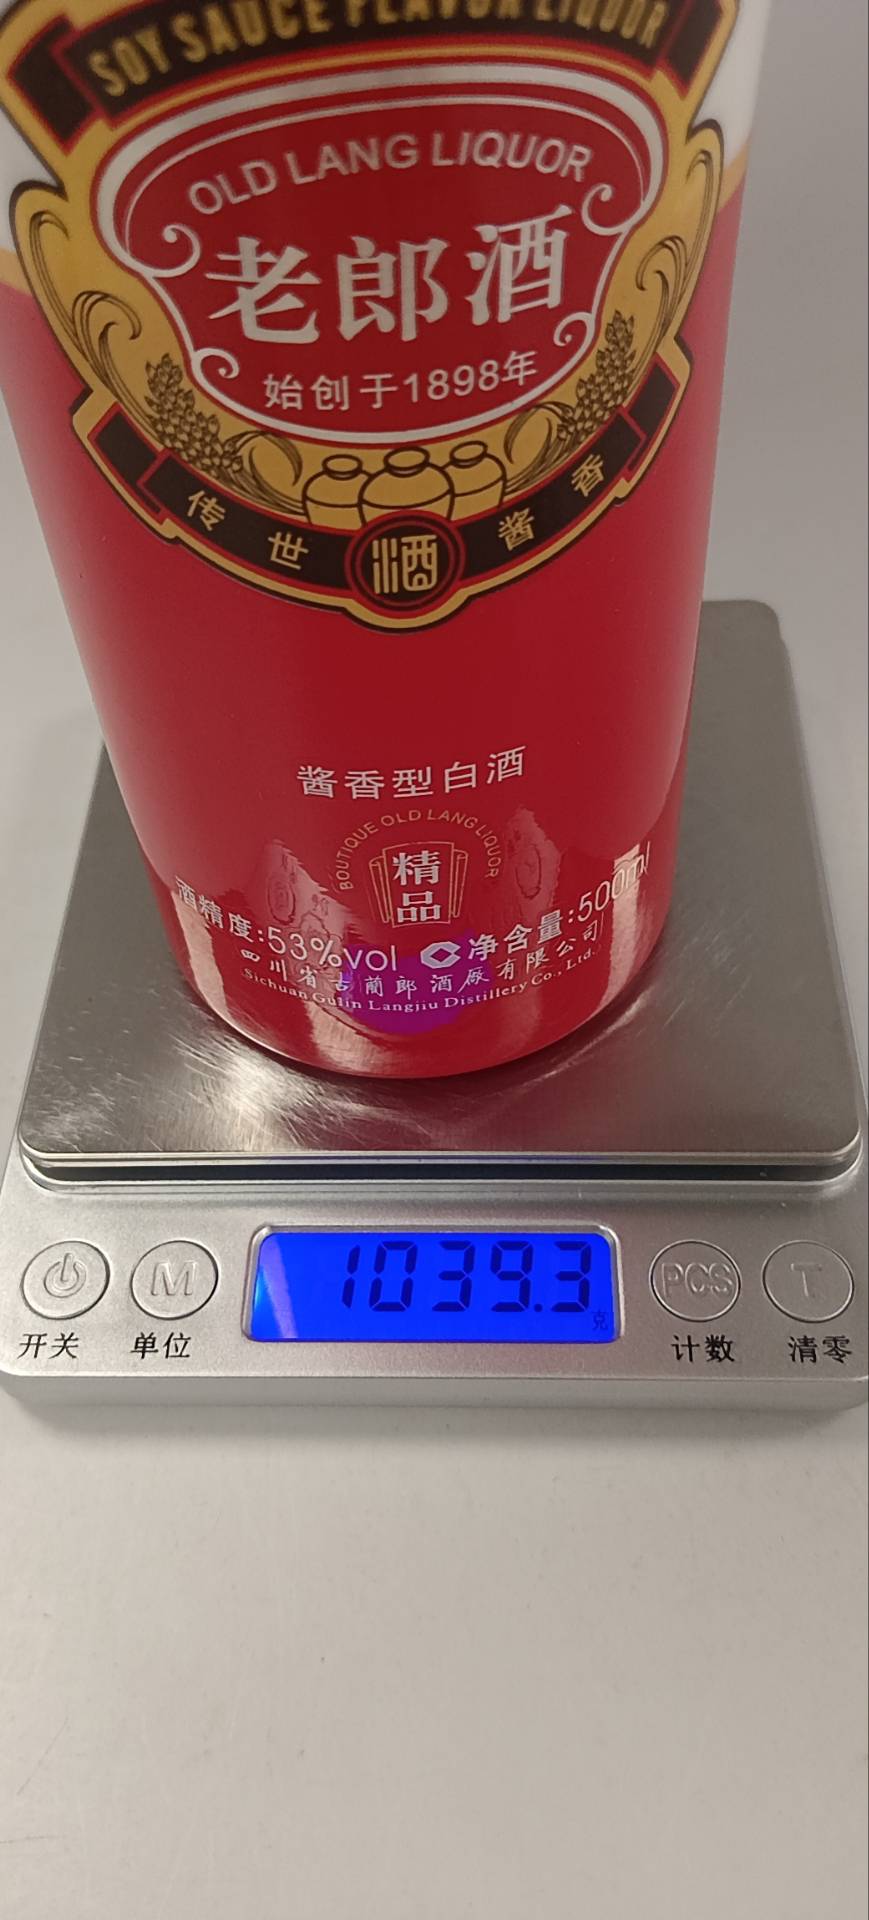 SOY SAUCE FLAVOR LIQUOR
OLD LANG LIQUOR
老郎酒
始创于1898年
传世酒酱香
酱香型白酒
BOUTIQUE OLD LANG LIQUOR
精品
酒精度:53%vol 净含量:500ml
四川省古蔺郎酒厂有限公司
Sichuan Gulin Langjiu Distillery Co., Ltd.
1039.3
克
M PCS T
开关 单位 计数 清零